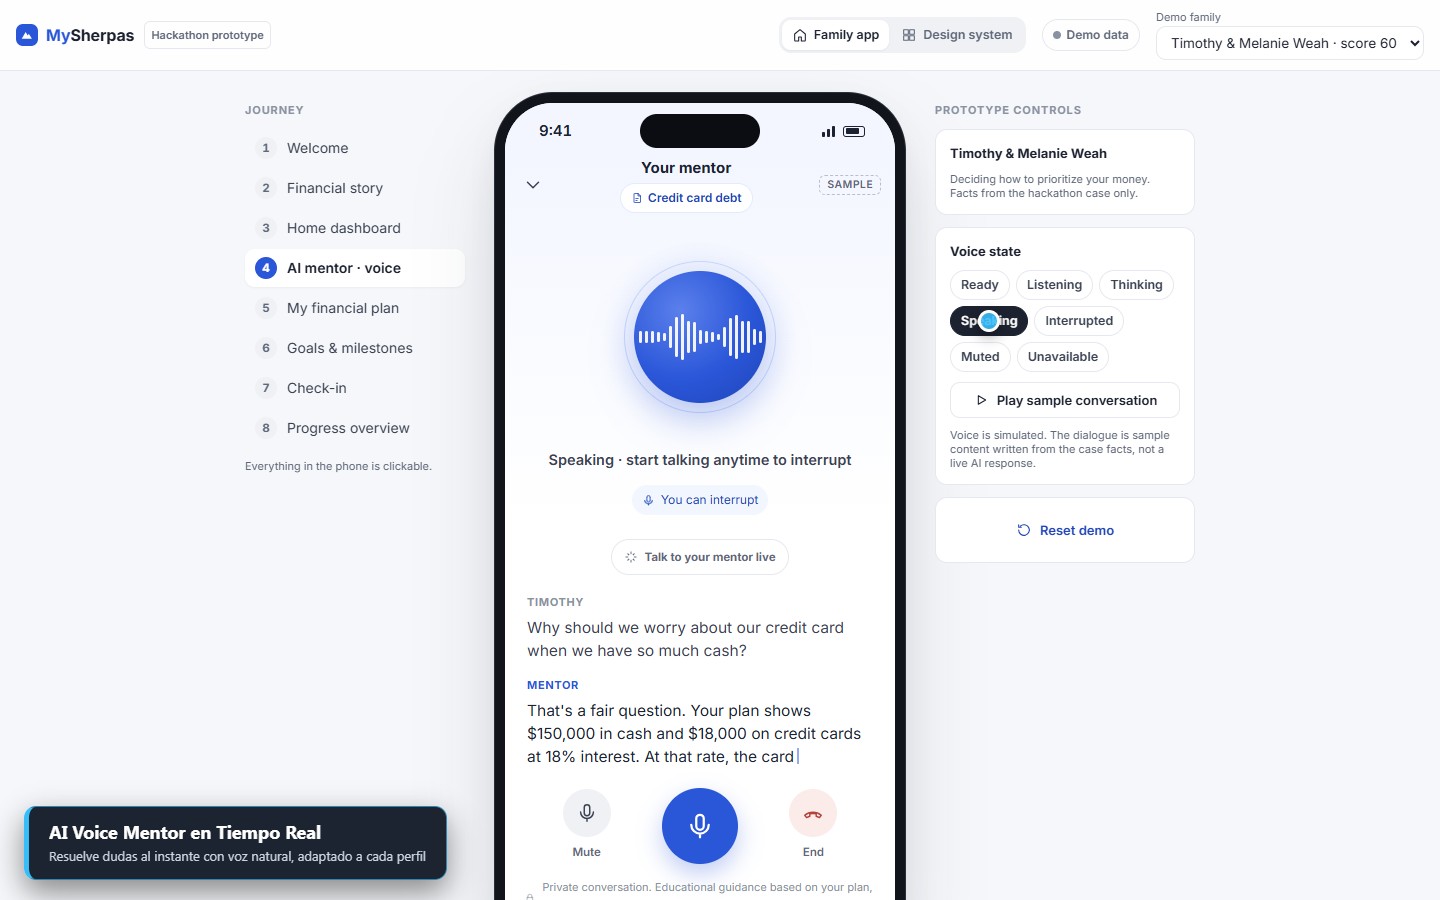 MySherpas
Hackathon prototype
Family app
Design system
Demo data
Demo family
Timothy & Melanie Weah · score 60
JOURNEY
1 Welcome
2 Financial story
3 Home dashboard
4 AI mentor · voice
5 My financial plan
6 Goals & milestones
7 Check-in
8 Progress overview
Everything in the phone is clickable.
9:41
Your mentor
Credit card debt
SAMPLE
Speaking · start talking anytime to interrupt
You can interrupt
Talk to your mentor live
TIMOTHY
Why should we worry about our credit card
when we have so much cash?
MENTOR
That's a fair question. Your plan shows
$150,000 in cash and $18,000 on credit cards
at 18% interest. At that rate, the card
Mute
End
Private conversation. Educational guidance based on your plan,
PROTOTYPE CONTROLS
Timothy & Melanie Weah
Deciding how to prioritize your money.
Facts from the hackathon case only.
Voice state
Ready
Listening
Thinking
Speaking
Interrupted
Muted
Unavailable
Play sample conversation
Voice is simulated. The dialogue is sample
content written from the case facts, not a
live AI response.
Reset demo
AI Voice Mentor en Tiempo Real
Resuelve dudas al instante con voz natural, adaptado a cada perfil